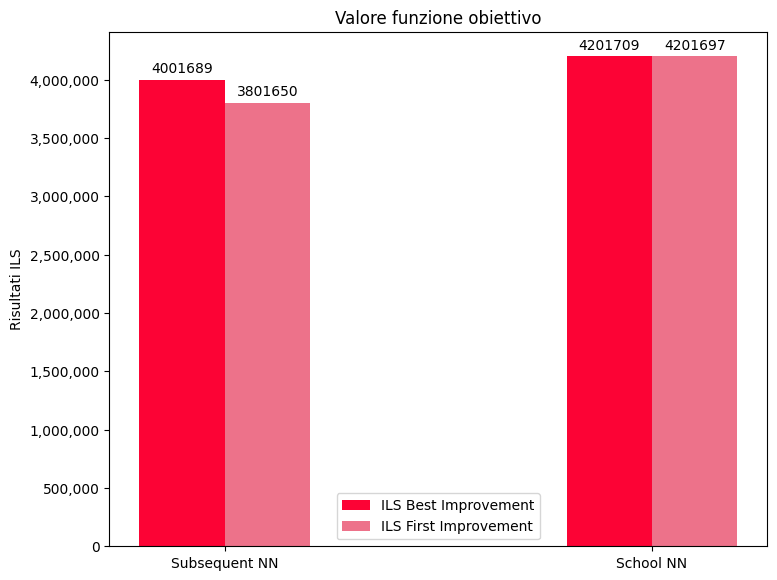 Valore funzione obiettivo
4001689
3801650
4201709
4201697
Risultati ILS
4,000,000
3,500,000
3,000,000
2,500,000
2,000,000
1,500,000
1,000,000
500,000
0
ILS Best Improvement
ILS First Improvement
Subsequent NN
School NN